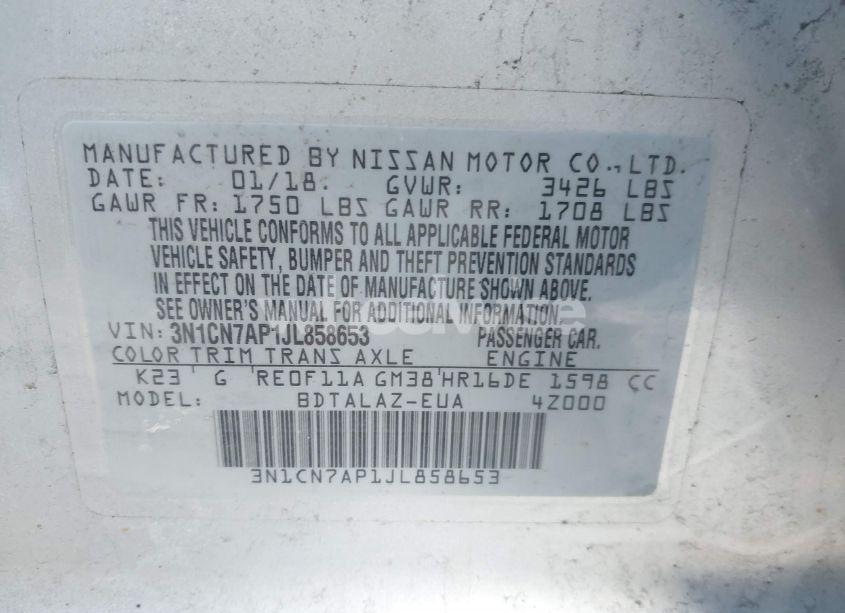 MANUFACTURED BY NISSAN MOTOR CO., LTD.
DATE: 01/18. GVWR: 3426 LBS
GAWR FR: 1750 LBS GAWR RR: 1708 LBS
THIS VEHICLE CONFORMS TO ALL APPLICABLE FEDERAL MOTOR
VEHICLE SAFETY, BUMPER AND THEFT PREVENTION STANDARDS
IN EFFECT ON THE DATE OF MANUFACTURE SHOWN ABOVE.
SEE OWNER'S MANUAL FOR ADDITIONAL INFORMATION.
VIN: 3N1CN7AP1JL858653 PASSENGER CAR.
COLOR TRIM TRANS AXLE ENGINE
K23 G RE0F11A GM38 HR16DE 1598 CC
MODEL: BDTALAZ-EUA 4Z000
3N1CN7AP1JL858653